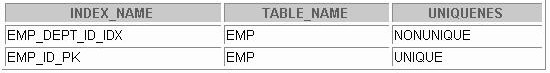 INDEX_NAME TABLE_NAME UNIQUENES
EMP_DEPT_ID_IDX EMP NONUNIQUE
EMP_ID_PK EMP UNIQUE